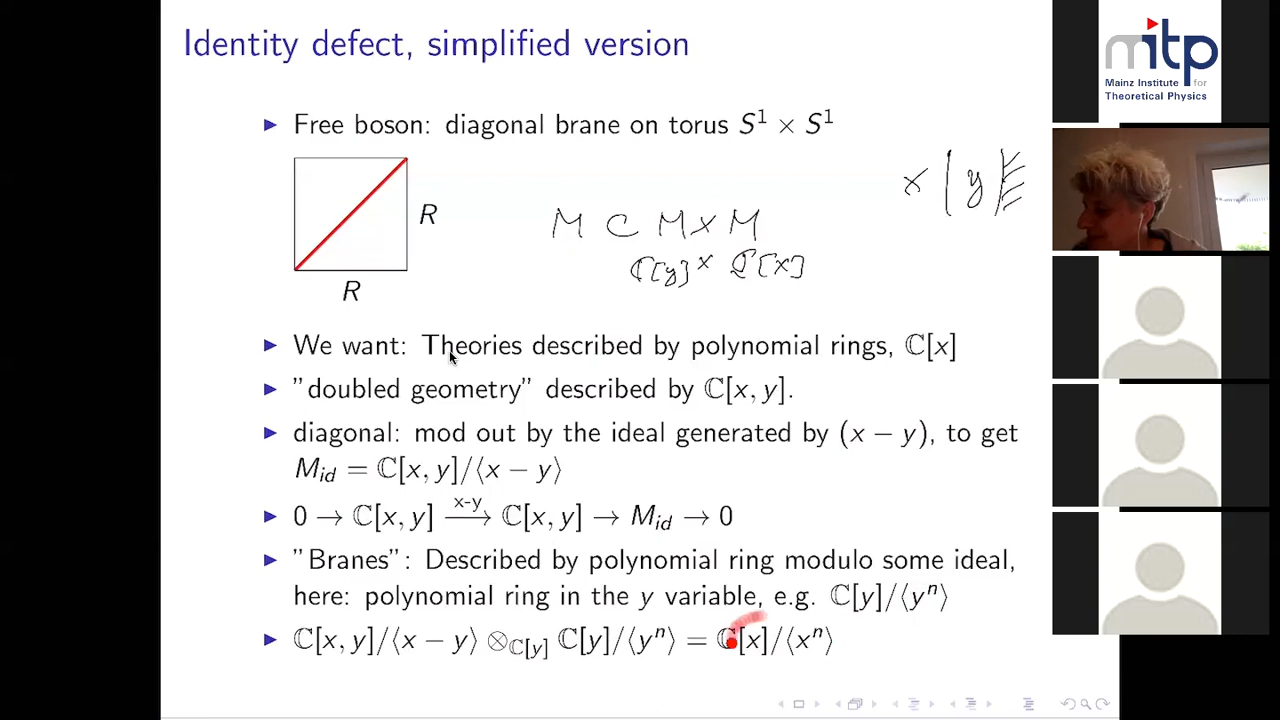 Identity defect, simplified version
mitp
Mainz Institute for
Theoretical Physics
▶ Free boson: diagonal brane on torus S¹ × S¹
R
R
M ⊂ M × M
ℂ[y] × ℂ[x]
x | y |
▶ We want: Theories described by polynomial rings, ℂ[x]
▶ "doubled geometry" described by ℂ[x, y].
▶ diagonal: mod out by the ideal generated by (x − y), to get
M_id = ℂ[x, y]/⟨x − y⟩
▶ 0 → ℂ[x, y] —x-y→ ℂ[x, y] → M_id → 0
▶ "Branes": Described by polynomial ring modulo some ideal,
here: polynomial ring in the y variable, e.g. ℂ[y]/⟨yⁿ⟩
▶ ℂ[x, y]/⟨x − y⟩ ⊗_ℂ[y] ℂ[y]/⟨yⁿ⟩ = ℂ[x]/⟨xⁿ⟩